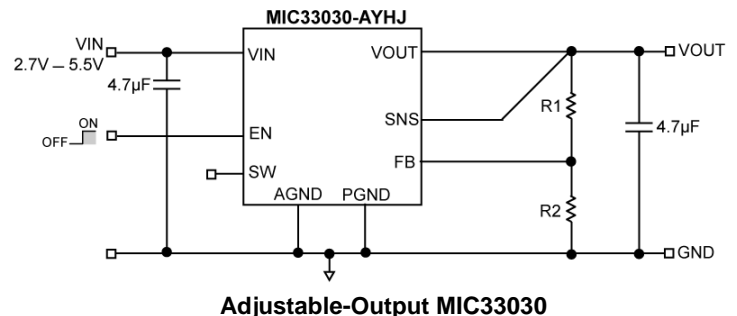 MIC33030-AYHJ
VIN
2.7V – 5.5V
4.7µF
ON
OFF
VIN
EN
SW
AGND PGND
VOUT
SNS
FB
R1
R2
VOUT
4.7µF
GND
Adjustable-Output MIC33030